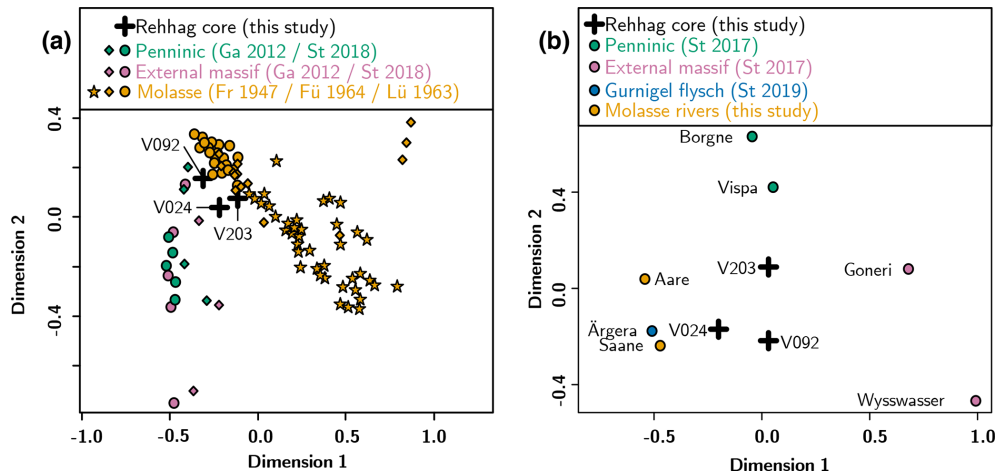 (a)
Rehhag core (this study)
Penninic (Ga 2012 / St 2018)
External massif (Ga 2012 / St 2018)
Molasse (Fr 1947 / Fü 1964 / Lü 1963)
0.4
0.0
-0.4
Dimension 2
V092
V024
V203
-1.0
-0.5
0.0
0.5
1.0
Dimension 1
(b)
Rehhag core (this study)
Penninic (St 2017)
External massif (St 2017)
Gurnigel flysch (St 2019)
Molasse rivers (this study)
0.4
0.0
-0.4
Dimension 2
Borgne
Vispa
V203
Goneri
Aare
Ärgera
V024
Saane
V092
Wysswasser
-0.5
0.0
0.5
1.0
Dimension 1